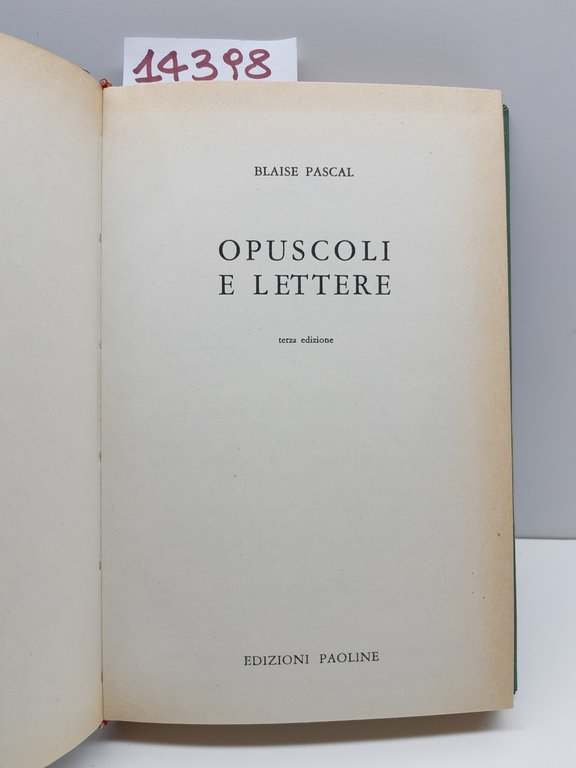 14398
BLAISE PASCAL
OPUSCOLI
E LETTERE
terza edizione
EDIZIONI PAOLINE